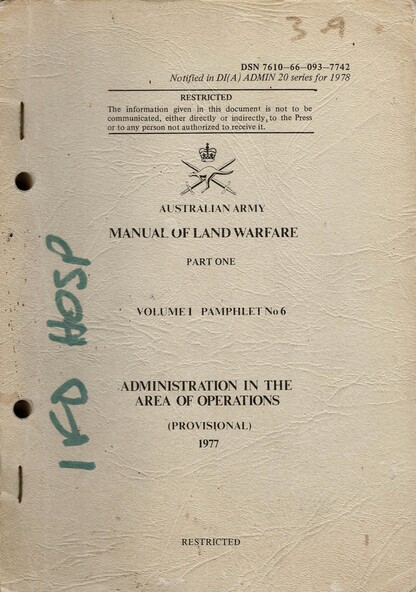 3 9
DSN 7610-66-093-7742
Notified in DI(A) ADMIN 20 series for 1978
RESTRICTED
The information given in this document is not to be
communicated, either directly or indirectly, to the Press
or to any person not authorized to receive it.
AUSTRALIAN ARMY
MANUAL OF LAND WARFARE
PART ONE
VOLUME I PAMPHLET No 6
ADMINISTRATION IN THE
AREA OF OPERATIONS
(PROVISIONAL)
1977
RESTRICTED
1 FD HOSP